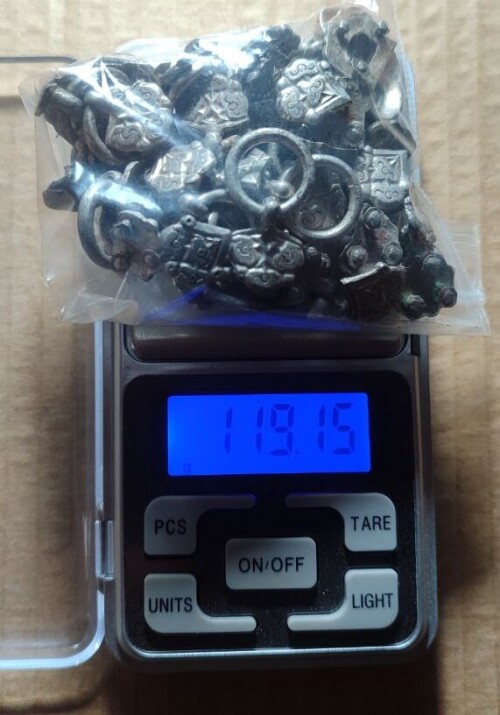 119.15
g
PCS
TARE
ON/OFF
UNITS
LIGHT